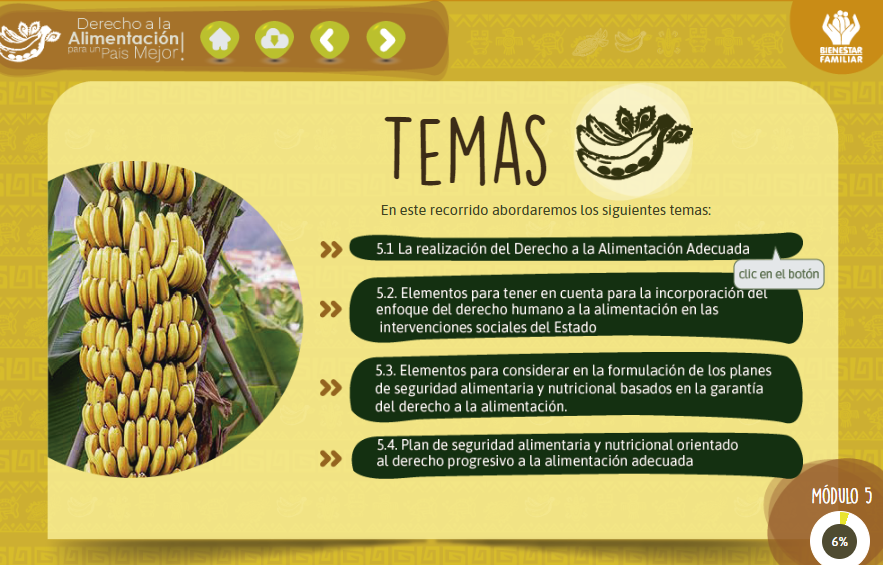 Derecho a la
Alimentación
para un País Mejor!
BIENESTAR
FAMILIAR
TEMAS
En este recorrido abordaremos los siguientes temas:
5.1 La realización del Derecho a la Alimentación Adecuada
clic en el botón
5.2. Elementos para tener en cuenta para la incorporación del
enfoque del derecho humano a la alimentación en las
intervenciones sociales del Estado
5.3. Elementos para considerar en la formulación de los planes
de seguridad alimentaria y nutricional basados en la garantía
del derecho a la alimentación.
5.4. Plan de seguridad alimentaria y nutricional orientado
al derecho progresivo a la alimentación adecuada
MÓDULO 5
6%